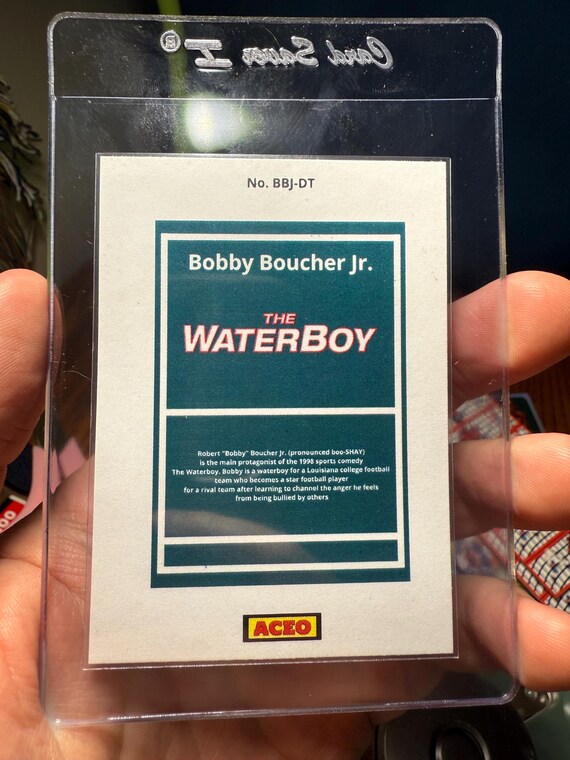 Card Saver I®
No. BBJ-DT
Bobby Boucher Jr.
THE
WATERBOY
Robert "Bobby" Boucher Jr. (pronounced boo-SHAY)
is the main protagonist of the 1998 sports comedy
The Waterboy. Bobby is a waterboy for a Louisiana college football
team who becomes a star football player
for a rival team after learning to channel the anger he feels
from being bullied by others
ACEO